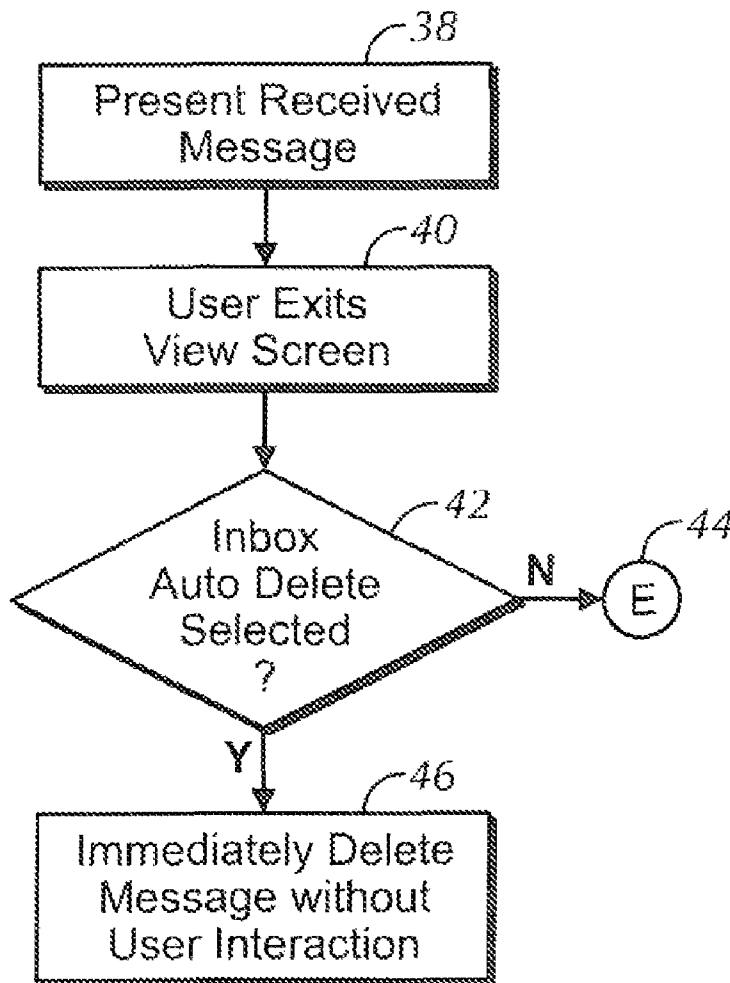 38
Present Received
Message
40
User Exits
View Screen
42
Inbox
Auto Delete
Selected
?
N
44
E
Y
46
Immediately Delete
Message without
User Interaction